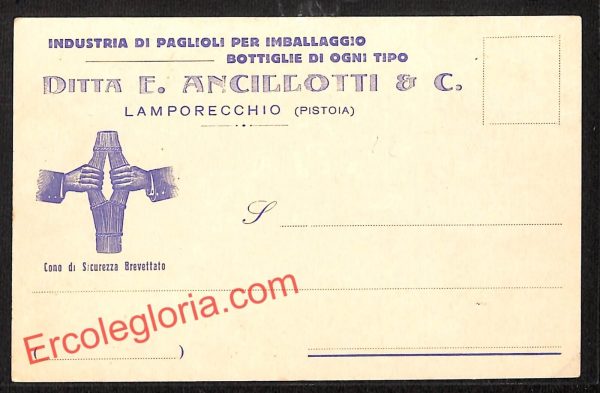 INDUSTRIA DI PAGLIOLI PER IMBALLAGGIO
BOTTIGLIE DI OGNI TIPO
DITTA E. ANCILLOTTI & C.
LAMPORECCHIO (PISTOIA)
S
Cono di Sicurezza Brevettato
Ercolegloria.com
( )